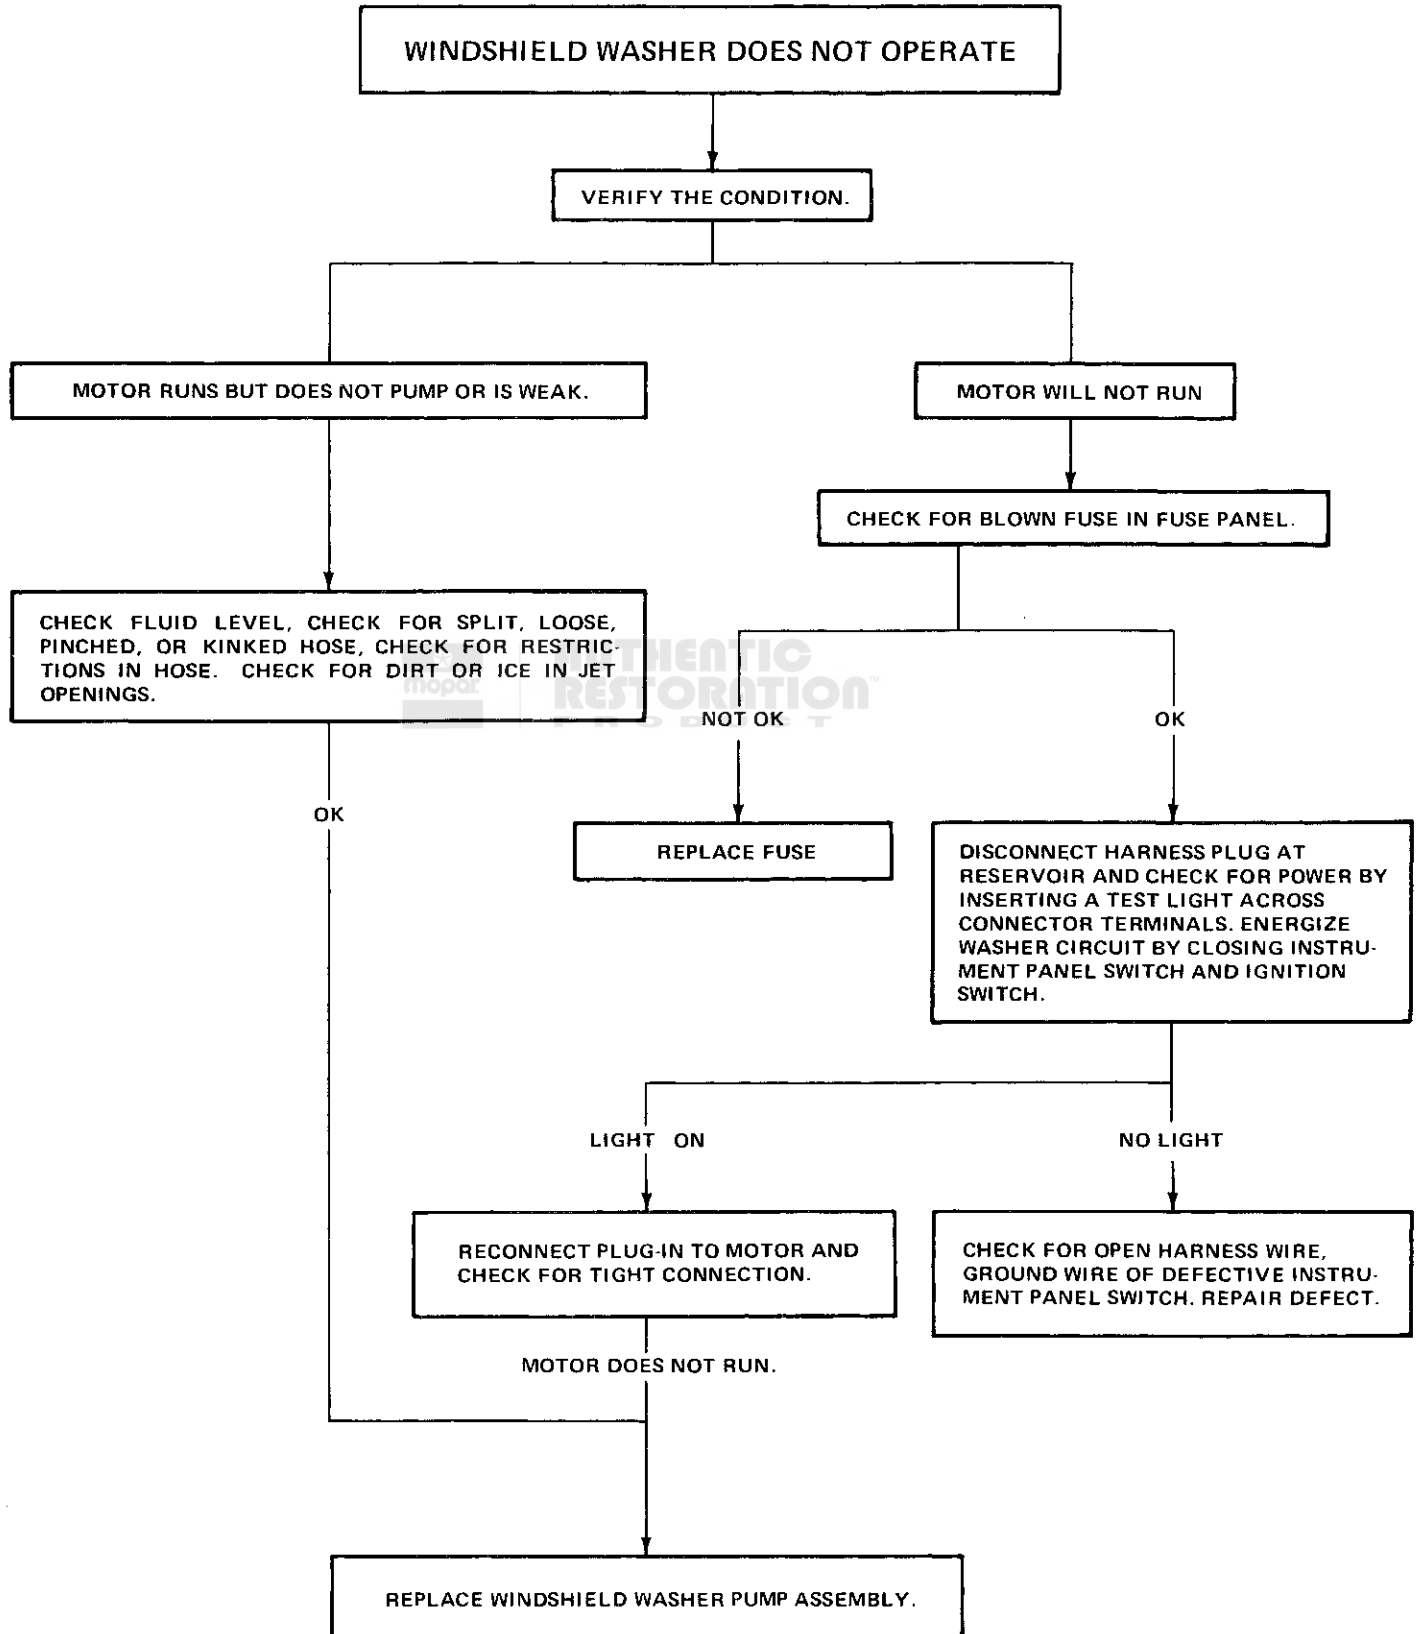 WINDSHIELD WASHER DOES NOT OPERATE
VERIFY THE CONDITION.
MOTOR RUNS BUT DOES NOT PUMP OR IS WEAK.
MOTOR WILL NOT RUN
CHECK FOR BLOWN FUSE IN FUSE PANEL.
CHECK FLUID LEVEL, CHECK FOR SPLIT, LOOSE,
PINCHED, OR KINKED HOSE, CHECK FOR RESTRIC-
TIONS IN HOSE. CHECK FOR DIRT OR ICE IN JET
OPENINGS.
mopar
AUTHENTIC
RESTORATION™
PRODUCT
NOT OK
OK
OK
REPLACE FUSE
DISCONNECT HARNESS PLUG AT
RESERVOIR AND CHECK FOR POWER BY
INSERTING A TEST LIGHT ACROSS
CONNECTOR TERMINALS. ENERGIZE
WASHER CIRCUIT BY CLOSING INSTRU-
MENT PANEL SWITCH AND IGNITION
SWITCH.
LIGHT ON
NO LIGHT
RECONNECT PLUG-IN TO MOTOR AND
CHECK FOR TIGHT CONNECTION.
CHECK FOR OPEN HARNESS WIRE,
GROUND WIRE OF DEFECTIVE INSTRU-
MENT PANEL SWITCH. REPAIR DEFECT.
MOTOR DOES NOT RUN.
REPLACE WINDSHIELD WASHER PUMP ASSEMBLY.